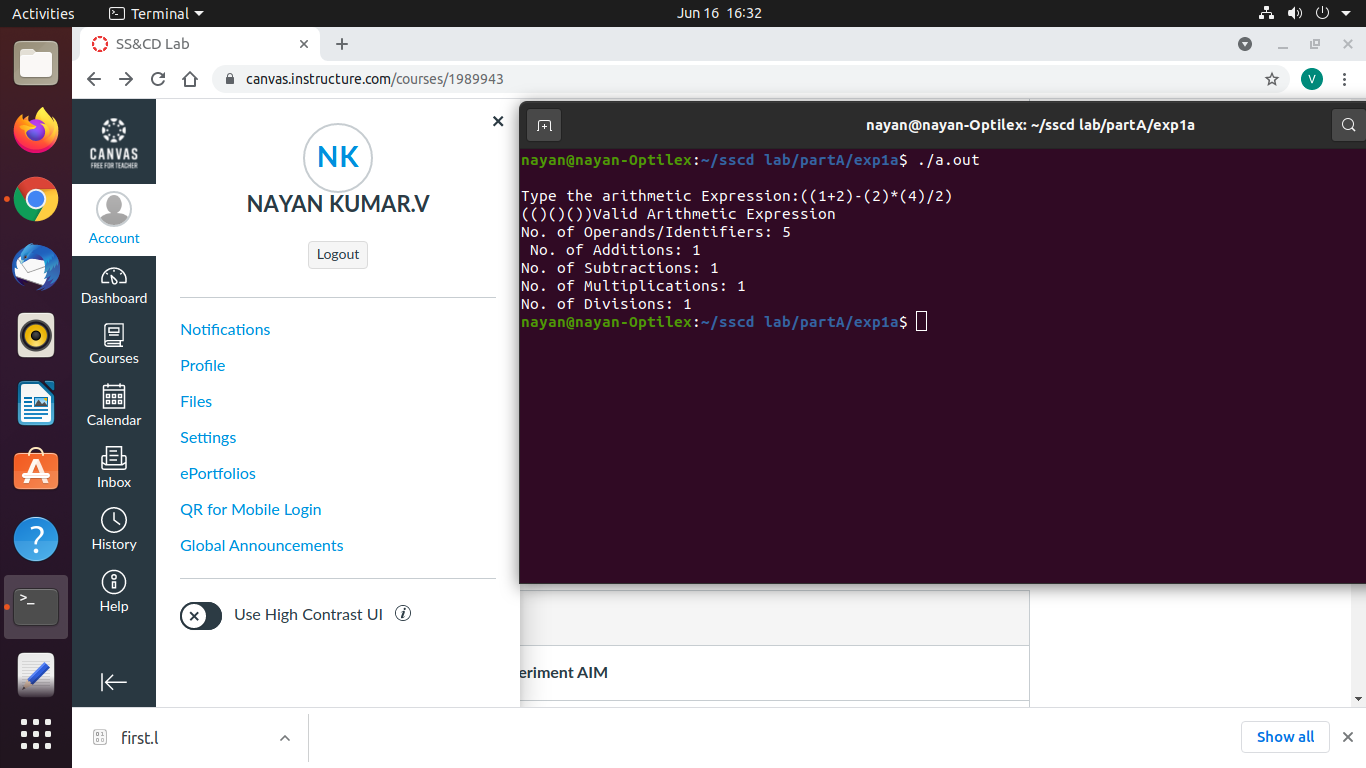 Activities
Terminal
Jun 16 16:32
SS&CD Lab
canvas.instructure.com/courses/1989943
V
CANVAS
FREE FOR TEACHER
Account
Dashboard
Courses
Calendar
Inbox
History
Help
NK
NAYAN KUMAR.V
Logout
Notifications
Profile
Files
Settings
ePortfolios
QR for Mobile Login
Global Announcements
Use High Contrast UI
nayan@nayan-Optilex: ~/sscd lab/partA/exp1a
nayan@nayan-Optilex:~/sscd lab/partA/exp1a$ ./a.out
Type the arithmetic Expression:((1+2)-(2)*(4)/2)
(()()())Valid Arithmetic Expression
No. of Operands/Identifiers: 5
No. of Additions: 1
No. of Subtractions: 1
No. of Multiplications: 1
No. of Divisions: 1
nayan@nayan-Optilex:~/sscd lab/partA/exp1a$
eriment AIM
first.l
Show all